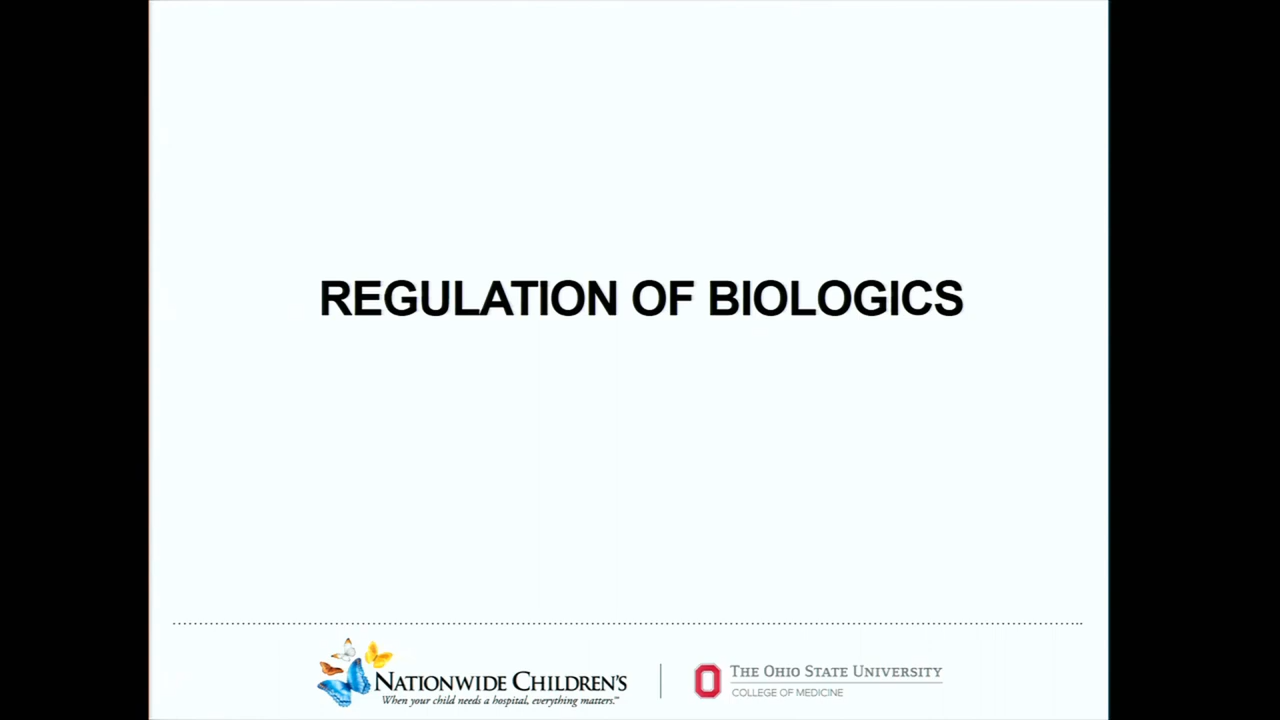 REGULATION OF BIOLOGICS
NATIONWIDE CHILDREN'S
When your child needs a hospital, everything matters.™
THE OHIO STATE UNIVERSITY
COLLEGE OF MEDICINE